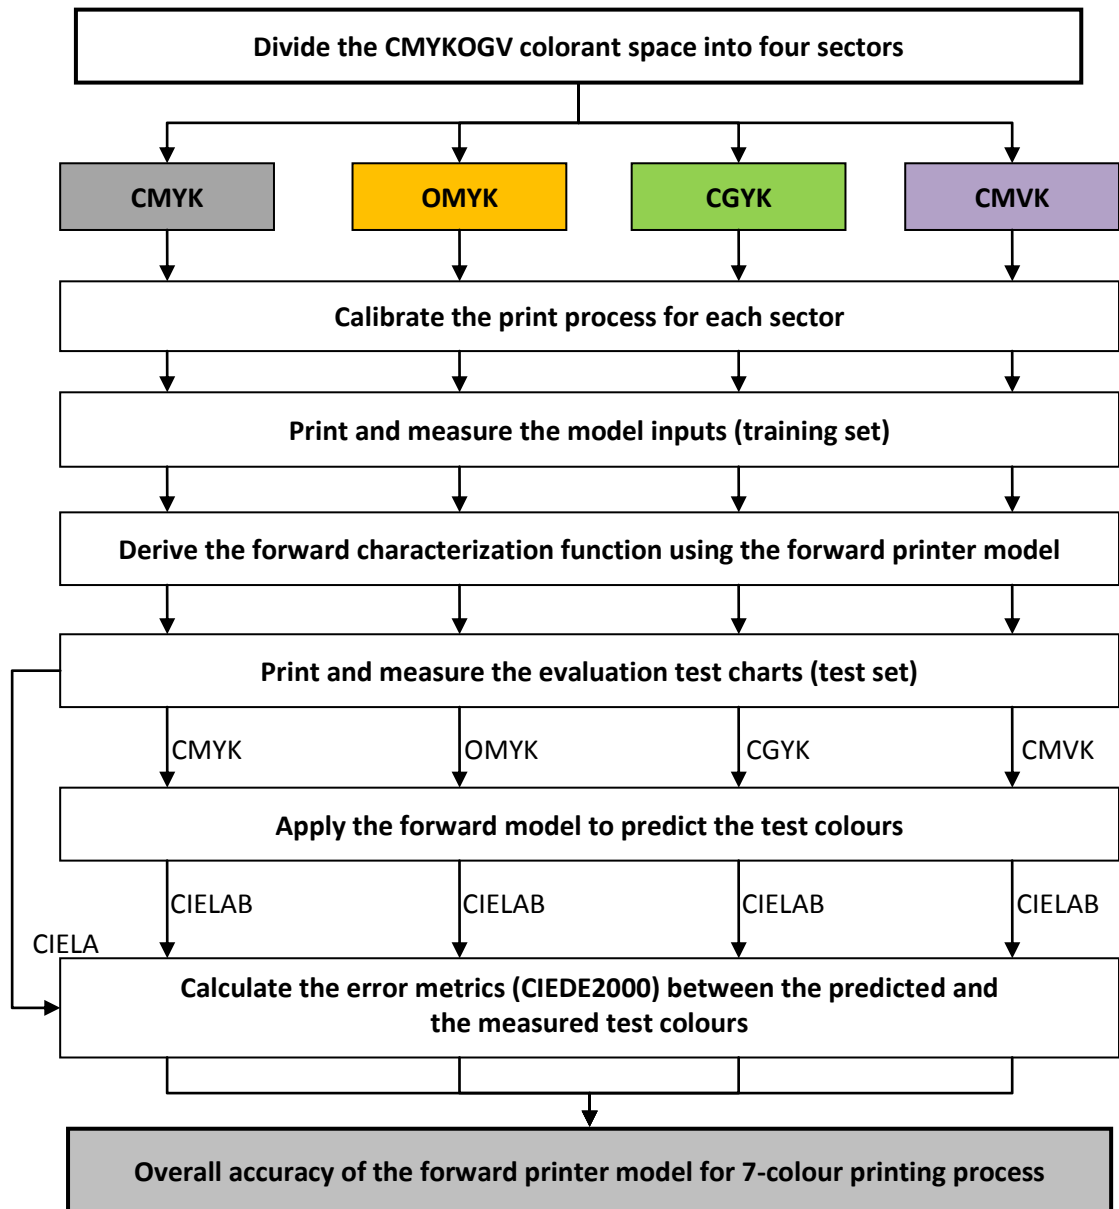 Divide the CMYKOGV colorant space into four sectors
CMYK
OMYK
CGYK
CMVK
Calibrate the print process for each sector
Print and measure the model inputs (training set)
Derive the forward characterization function using the forward printer model
Print and measure the evaluation test charts (test set)
CMYK
OMYK
CGYK
CMVK
Apply the forward model to predict the test colours
CIELAB
CIELAB
CIELAB
CIELAB
CIELA
Calculate the error metrics (CIEDE2000) between the predicted and
the measured test colours
Overall accuracy of the forward printer model for 7-colour printing process